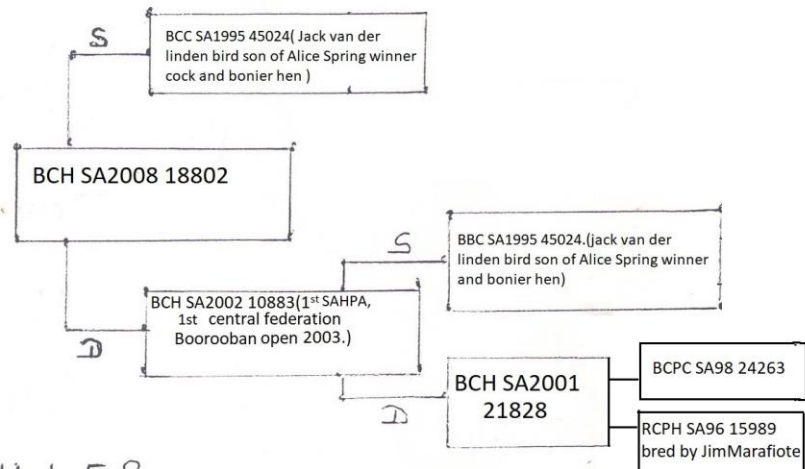 S
BCC SA1995 45024( Jack van der
linden bird son of Alice Spring winner
cock and bonier hen )
BCH SA2008 18802
S
BBC SA1995 45024.(jack van der
linden bird son of Alice Spring winner
and bonier hen)
BCH SA2002 10883(1st SAHPA,
1st central federation
Boorooban open 2003.)
D
BCH SA2001
21828
D
BCPC SA98 24263
RCPH SA96 15989
bred by JimMarafiote